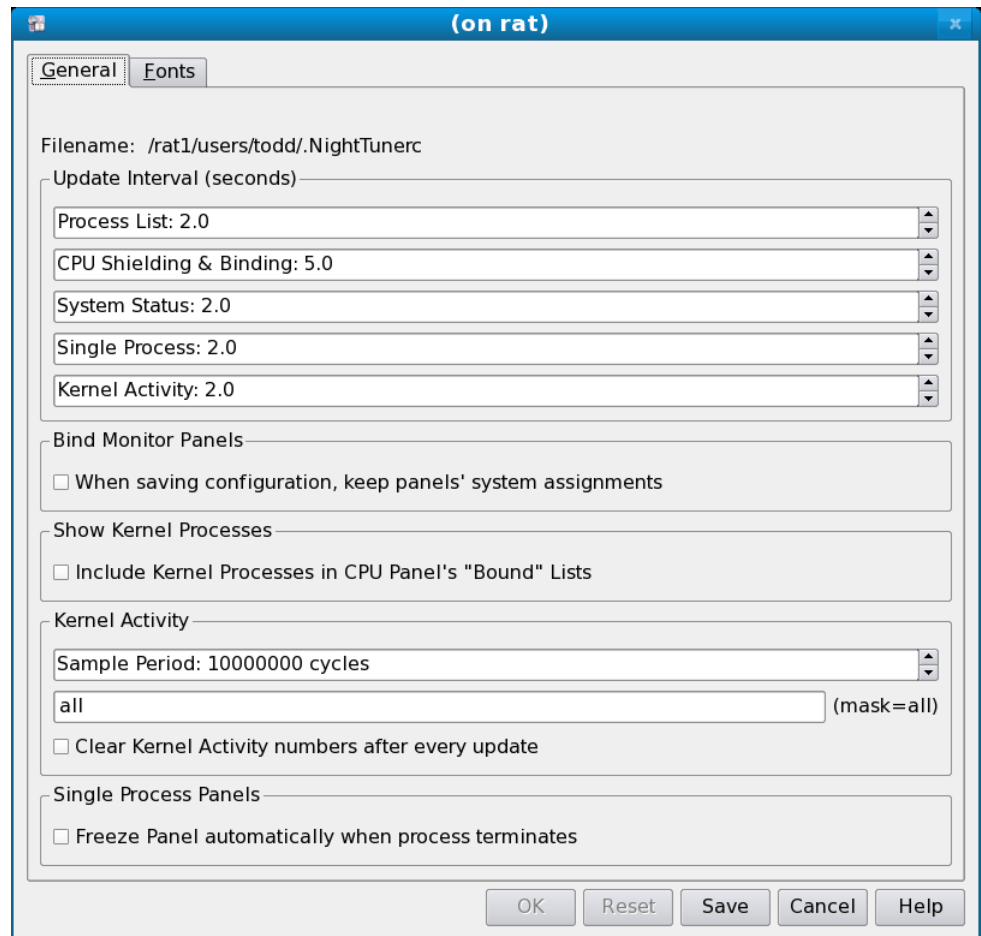 (on rat)
General Fonts
Filename: /rat1/users/todd/.NightTunerc
Update Interval (seconds)
Process List: 2.0
CPU Shielding & Binding: 5.0
System Status: 2.0
Single Process: 2.0
Kernel Activity: 2.0
Bind Monitor Panels
When saving configuration, keep panels' system assignments
Show Kernel Processes
Include Kernel Processes in CPU Panel's "Bound" Lists
Kernel Activity
Sample Period: 10000000 cycles
all (mask=all)
Clear Kernel Activity numbers after every update
Single Process Panels
Freeze Panel automatically when process terminates
OK Reset Save Cancel Help